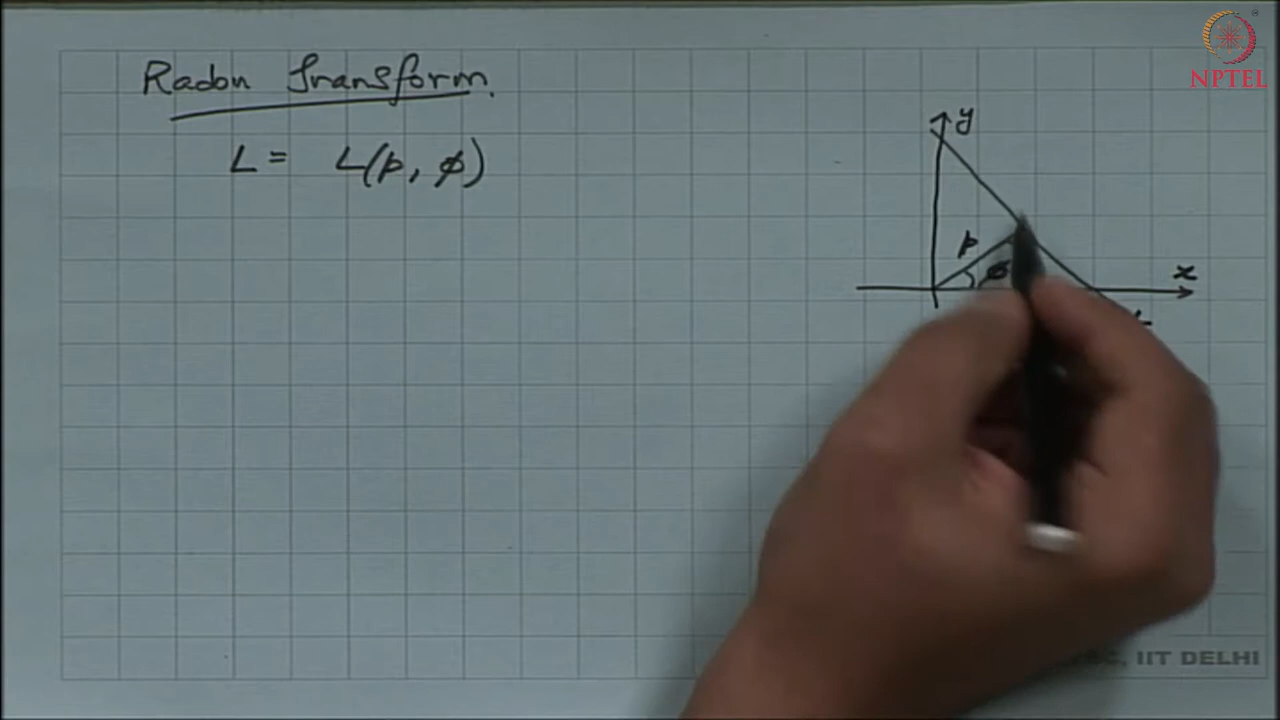 Radon Transform.
L = L(p, φ)
y
p
φ
x
L
NPTEL
IIT DELHI